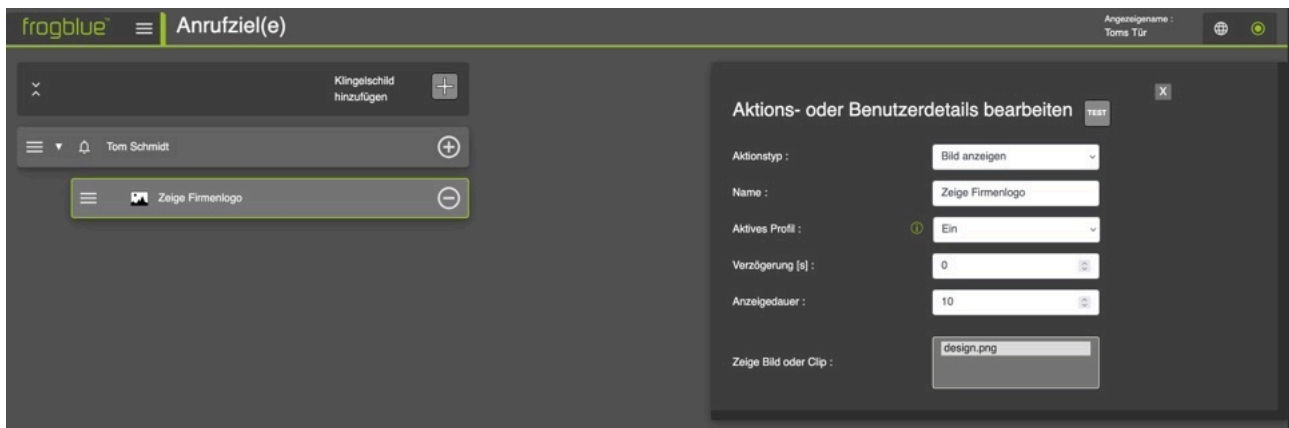 frogblue™
Anrufziel(e)
Angezeigename :
Toms Tür
Klingelschild
hinzufügen
Tom Schmidt
Zeige Firmenlogo
X
Aktions- oder Benutzerdetails bearbeiten TEST
Aktionstyp : Bild anzeigen
Name : Zeige Firmenlogo
Aktives Profil : Ein
Verzögerung [s] : 0
Anzeigedauer : 10
Zeige Bild oder Clip : design.png